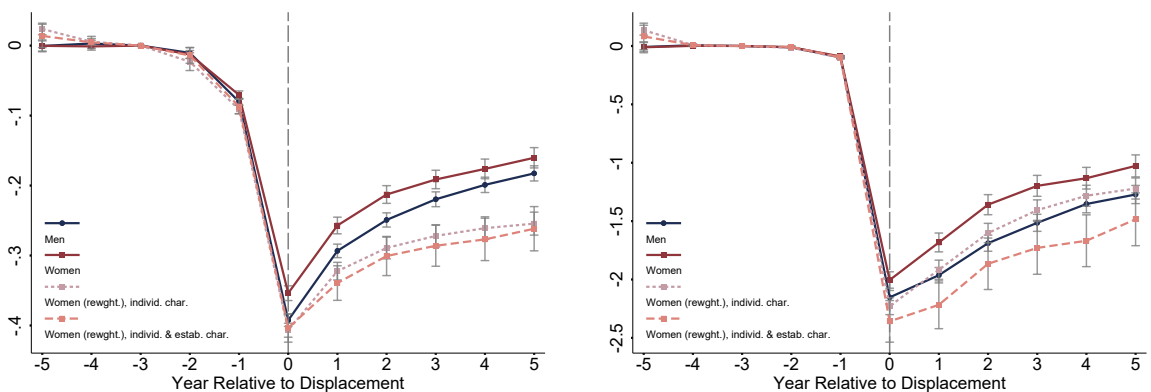 0
-.1
-.2
-.3
-.4
Men
Women
Women (rewght.), individ. char.
Women (rewght.), individ. & estab. char.
-5 -4 -3 -2 -1 0 1 2 3 4 5
Year Relative to Displacement
0
-.5
-1
-1.5
-2
-2.5
Men
Women
Women (rewght.), individ. char.
Women (rewght.), individ. & estab. char.
-5 -4 -3 -2 -1 0 1 2 3 4 5
Year Relative to Displacement